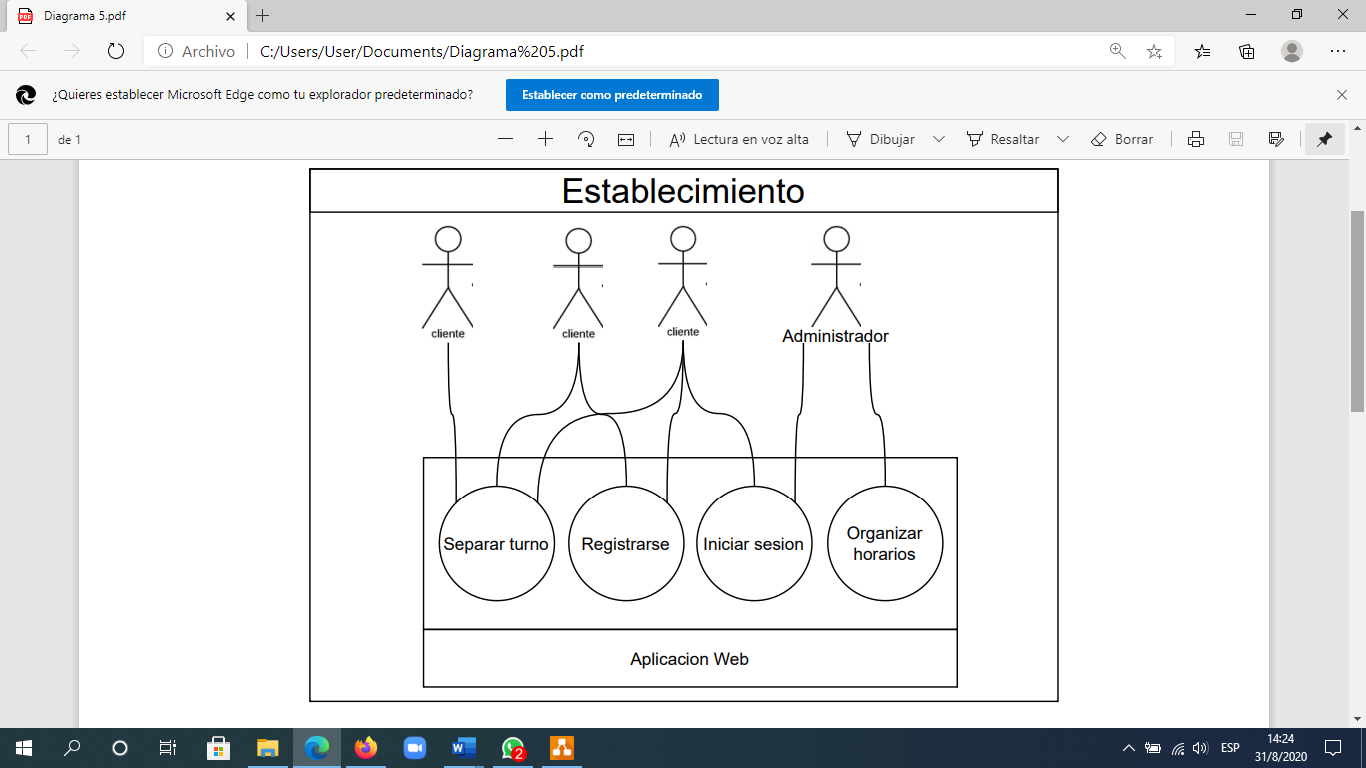 Diagrama 5.pdf
Archivo
C:/Users/User/Documents/Diagrama%205.pdf
¿Quieres establecer Microsoft Edge como tu explorador predeterminado?
Establecer como predeterminado
1 de 1
Lectura en voz alta
Dibujar
Resaltar
Borrar
Establecimiento
cliente
cliente
cliente
Administrador
Separar turno
Registrarse
Iniciar sesion
Organizar
horarios
Aplicacion Web
2
ESP
14:24
31/8/2020